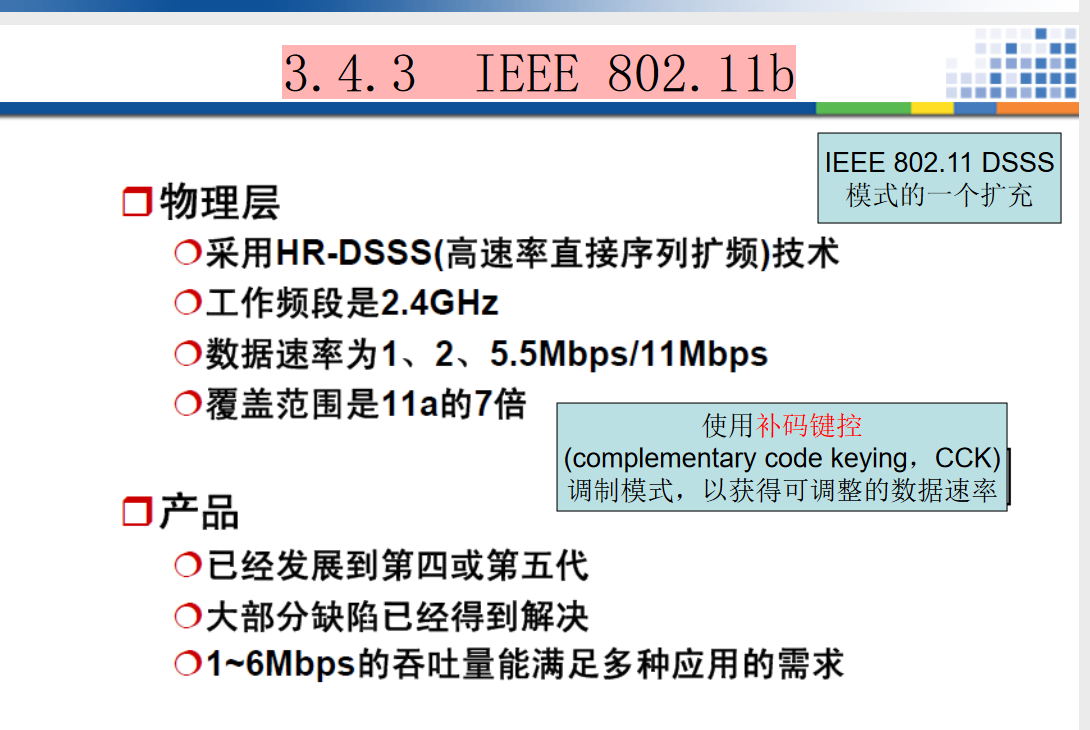 3.4.3 IEEE 802.11b
IEEE 802.11 DSSS
模式的一个扩充
物理层
采用HR-DSSS(高速率直接序列扩频)技术
工作频段是2.4GHz
数据速率为1、2、5.5Mbps/11Mbps
覆盖范围是11a的7倍
使用补码键控
(complementary code keying，CCK)
调制模式，以获得可调整的数据速率
产品
已经发展到第四或第五代
大部分缺陷已经得到解决
1~6Mbps的吞吐量能满足多种应用的需求